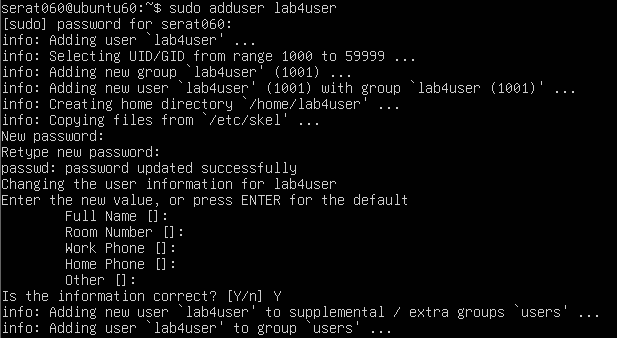 serat060@ubuntu60:~$ sudo adduser lab4user
[sudo] password for serat060:
info: Adding user `lab4user' ...
info: Selecting UID/GID from range 1000 to 59999 ...
info: Adding new group `lab4user' (1001) ...
info: Adding new user `lab4user' (1001) with group `lab4user (1001)' ...
info: Creating home directory `/home/lab4user' ...
info: Copying files from `/etc/skel' ...
New password:
Retype new password:
passwd: password updated successfully
Changing the user information for lab4user
Enter the new value, or press ENTER for the default
        Full Name []:
        Room Number []:
        Work Phone []:
        Home Phone []:
        Other []:
Is the information correct? [Y/n] Y
info: Adding new user `lab4user' to supplemental / extra groups `users' ...
info: Adding user `lab4user' to group `users' ...